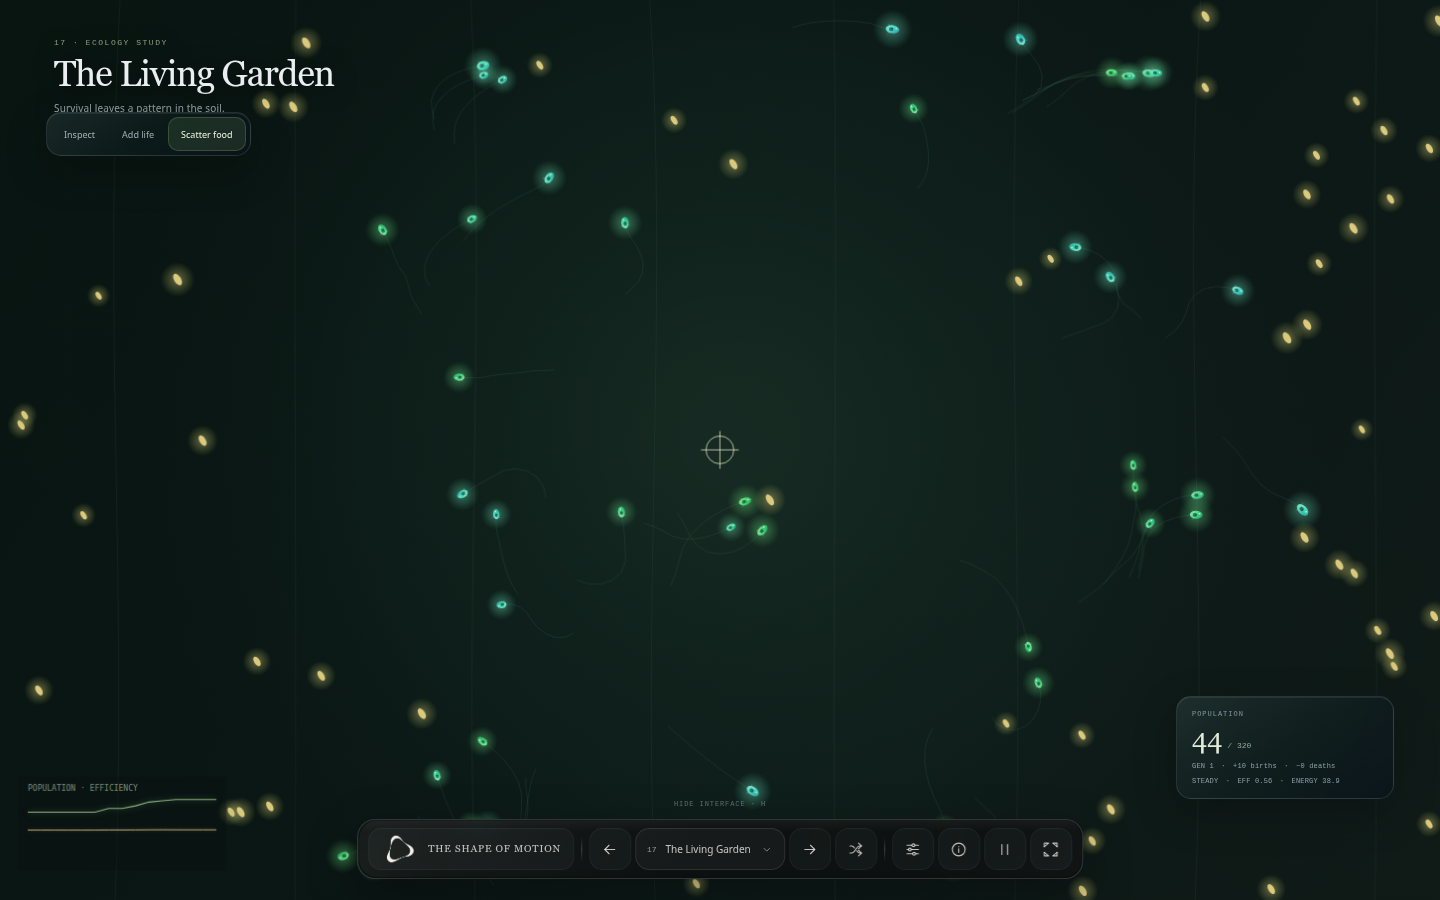 17 · ECOLOGY STUDY
The Living Garden
Survival leaves a pattern in the soil.
Inspect
Add life
Scatter food
POPULATION
44 / 320
GEN 1 · +10 births · −0 deaths
STEADY · EFF 0.56 · ENERGY 38.9
POPULATION · EFFICIENCY
HIDE INTERFACE · H
THE SHAPE OF MOTION
17 The Living Garden